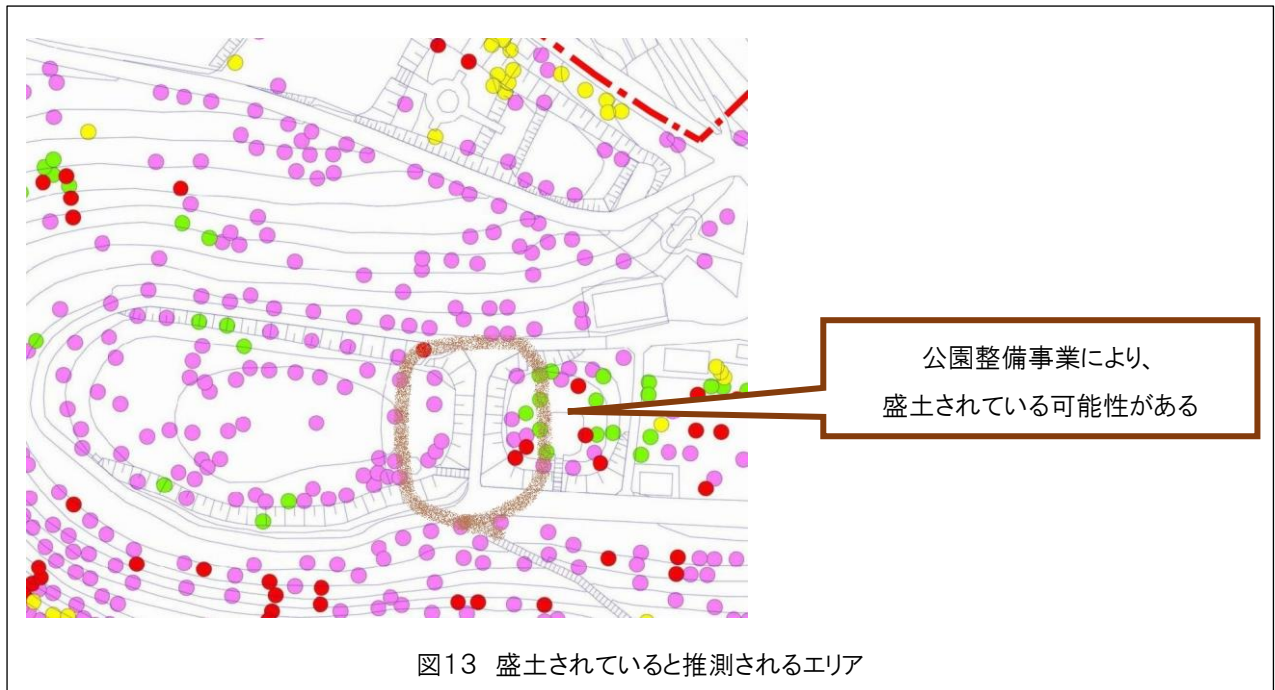 公園整備事業により、
盛土されている可能性がある
図13 盛土されていると推測されるエリア